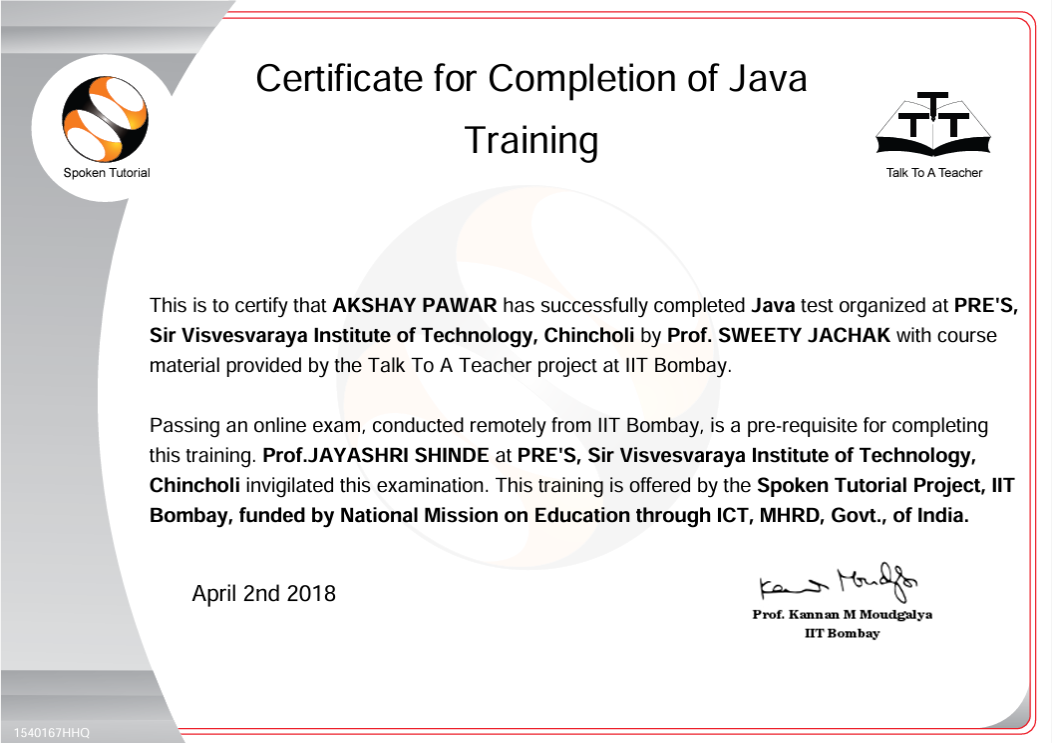 Certificate for Completion of Java
Training
Spoken Tutorial
TTT
Talk To A Teacher
This is to certify that AKSHAY PAWAR has successfully completed Java test organized at PRE'S,
Sir Visvesvaraya Institute of Technology, Chincholi by Prof. SWEETY JACHAK with course
material provided by the Talk To A Teacher project at IIT Bombay.
Passing an online exam, conducted remotely from IIT Bombay, is a pre-requisite for completing
this training. Prof.JAYASHRI SHINDE at PRE'S, Sir Visvesvaraya Institute of Technology,
Chincholi invigilated this examination. This training is offered by the Spoken Tutorial Project, IIT
Bombay, funded by National Mission on Education through ICT, MHRD, Govt., of India.
April 2nd 2018
Prof. Kannan M Moudgalya
IIT Bombay
1540167HHQ